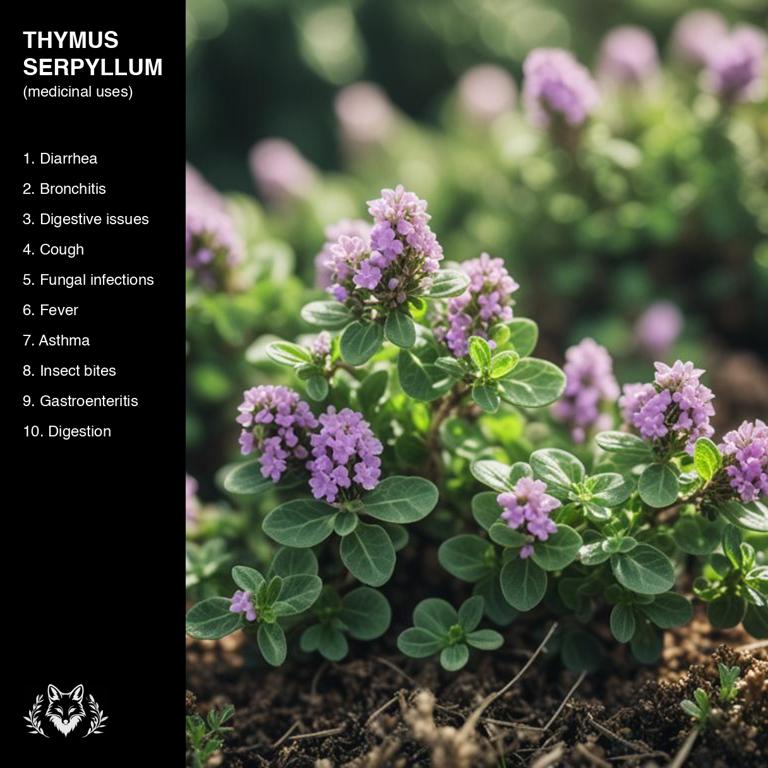 THYMUS
SERPYLLUM
(medicinal uses)
1. Diarrhea
2. Bronchitis
3. Digestive issues
4. Cough
5. Fungal infections
6. Fever
7. Asthma
8. Insect bites
9. Gastroenteritis
10. Digestion